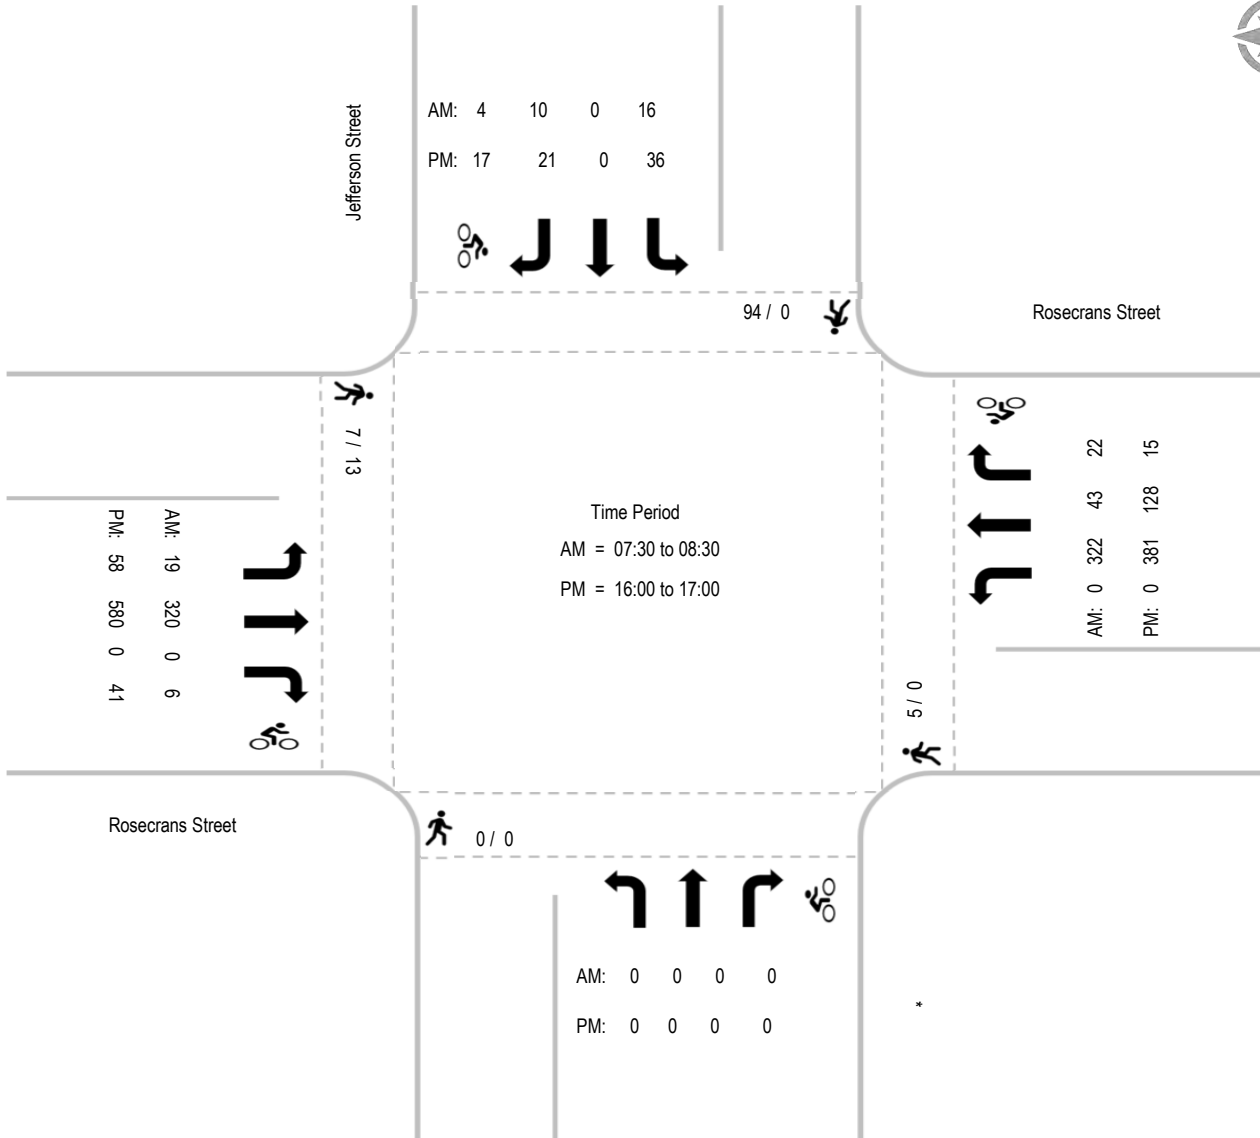 Jefferson Street
AM: 4 10 0 16
PM: 17 21 0 36
94 / 0
Rosecrans Street
7 / 13
PM: 58 580 0 41
AM: 19 320 0 6
Time Period
AM = 07:30 to 08:30
PM = 16:00 to 17:00
AM: 0 322 43 22
PM: 0 381 128 15
5 / 0
Rosecrans Street
0 / 0
AM: 0 0 0 0
PM: 0 0 0 0
*